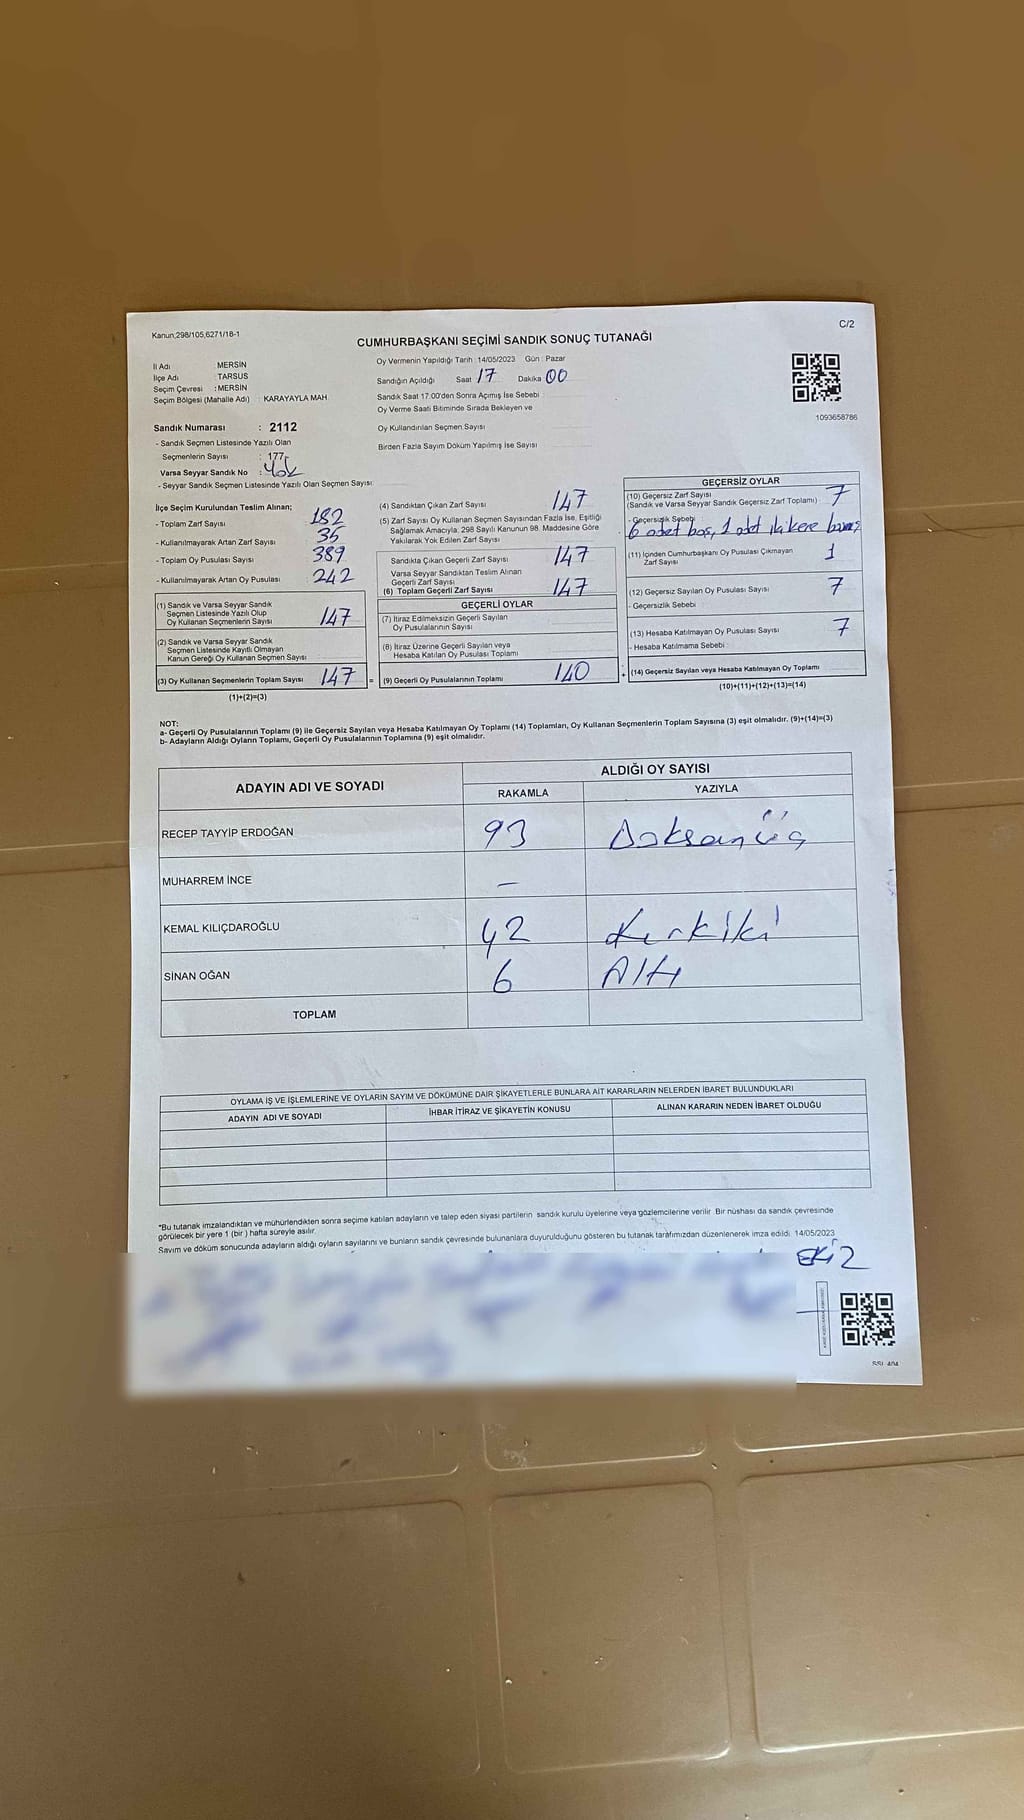 Kanun;298/105,6271/18-1
C/2
CUMHURBAŞKANI SEÇİMİ SANDIK SONUÇ TUTANAĞI
İl Adı : MERSİN
İlçe Adı : TARSUS
Seçim Çevresi : MERSİN
Seçim Bölgesi (Mahalle Adı) : KARAYAYLA MAH.
Oy Vermenin Yapıldığı Tarih : 14/05/2023 Gün : Pazar
Sandığın Açıldığı Saat 17 Dakika 00
Sandık Saat 17:00'den Sonra Açımış İse Sebebi :
Oy Verme Saati Bitiminde Sırada Bekleyen ve
Oy Kullandırılan Seçmen Sayısı
Birden Fazla Sayım Döküm Yapılmış İse Sayısı
1093658786
Sandık Numarası : 2112
- Sandık Seçmen Listesinde Yazılı Olan
Seçmenlerin Sayısı : 177
Varsa Seyyar Sandık No : Yok
- Seyyar Sandık Seçmen Listesinde Yazılı Olan Seçmen Sayısı:
İlçe Seçim Kurulundan Teslim Alınan;
- Toplam Zarf Sayısı 182
- Kullanılmayarak Artan Zarf Sayısı 35
- Toplam Oy Pusulası Sayısı 389
- Kullanılmayarak Artan Oy Pusulası 242
(1) Sandık ve Varsa Seyyar Sandık
Seçmen Listesinde Yazılı Olup
Oy Kullanan Seçmenlerin Sayısı 147
(2) Sandık ve Varsa Seyyar Sandık
Seçmen Listesinde Kayıtlı Olmayan
Kanun Gereği Oy Kullanan Seçmen Sayısı
(3) Oy Kullanan Seçmenlerin Toplam Sayısı 147 =
(1)+(2)=(3)
(4) Sandıktan Çıkan Zarf Sayısı 147
(5) Zarf Sayısı Oy Kullanan Seçmen Sayısından Fazla İse, Eşitliği
Sağlamak Amacıyla, 298 Sayılı Kanunun 98. Maddesine Göre
Yakılarak Yok Edilen Zarf Sayısı
Sandıkta Çıkan Geçerli Zarf Sayısı 147
Varsa Seyyar Sandıktan Teslim Alınan
Geçerli Zarf Sayısı
(6) Toplam Geçerli Zarf Sayısı 147
GEÇERLİ OYLAR
(7) İtiraz Edilmeksizin Geçerli Sayılan
Oy Pusulalarının Sayısı
(8) İtiraz Üzerine Geçerli Sayılan veya
Hesaba Katılan Oy Pusulası Toplamı
(9) Geçerli Oy Pusulalarının Toplamı 140 +
GEÇERSİZ OYLAR
(10) Geçersiz Zarf Sayısı 7
(Sandık ve Varsa Seyyar Sandık Geçersiz Zarf Toplamı)
- Geçersizlik Sebebi
6 adet boş, 1 adet iki kere
(11) İçinden Cumhurbaşkanı Oy Pusulası Çıkmayan
Zarf Sayısı 1
(12) Geçersiz Sayılan Oy Pusulası Sayısı 7
- Geçersizlik Sebebi
(13) Hesaba Katılmayan Oy Pusulası Sayısı 7
- Hesaba Katılmama Sebebi :
(14) Geçersiz Sayılan veya Hesaba Katılmayan Oy Toplamı
(10)+(11)+(12)+(13)=(14)
NOT:
a- Geçerli Oy Pusulalarının Toplamı (9) ile Geçersiz Sayılan veya Hesaba Katılmayan Oy Toplamı (14) Toplamları, Oy Kullanan Seçmenlerin Toplam Sayısına (3) eşit olmalıdır. (9)+(14)=(3)
b- Adayların Aldığı Oyların Toplamı, Geçerli Oy Pusulalarının Toplamına (9) eşit olmalıdır.
ADAYIN ADI VE SOYADI
ALDIĞI OY SAYISI
RAKAMLA YAZIYLA
RECEP TAYYİP ERDOĞAN 93 Doksanüç
MUHARREM İNCE –
KEMAL KILIÇDAROĞLU 42 Kırkiki
SİNAN OĞAN 6 Altı
TOPLAM
OYLAMA İŞ VE İŞLEMLERİNE VE OYLARIN SAYIM VE DÖKÜMÜNE DAİR ŞİKAYETLERLE BUNLARA AİT KARARLARIN NELERDEN İBARET BULUNDUKLARI
ADAYIN ADI VE SOYADI İHBAR İTİRAZ VE ŞİKAYETİN KONUSU ALINAN KARARIN NEDEN İBARET OLDUĞU
*Bu tutanak imzalandıktan ve mühürlendikten sonra seçime katılan adayların ve talep eden siyasi partilerin sandık kurulu üyelerine veya gözlemcilerine verilir. Bir nüshası da sandık çevresinde
görülecek bir yere 1 (bir) hafta süreyle asılır.
Sayım ve döküm sonucunda adayların aldığı oyların sayılarını ve bunların sandık çevresinde bulunanlara duyurulduğunu gösteren bu tutanak tarafımızdan düzenlenerek imza edildi. 14/05/2023